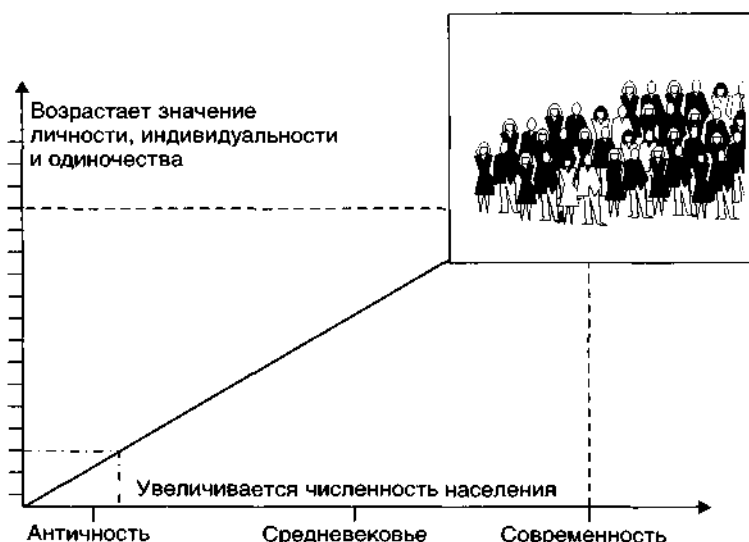 Возрастает значение
личности, индивидуальности
и одиночества
Увеличивается численность населения
Античность
Средневековье
Современность